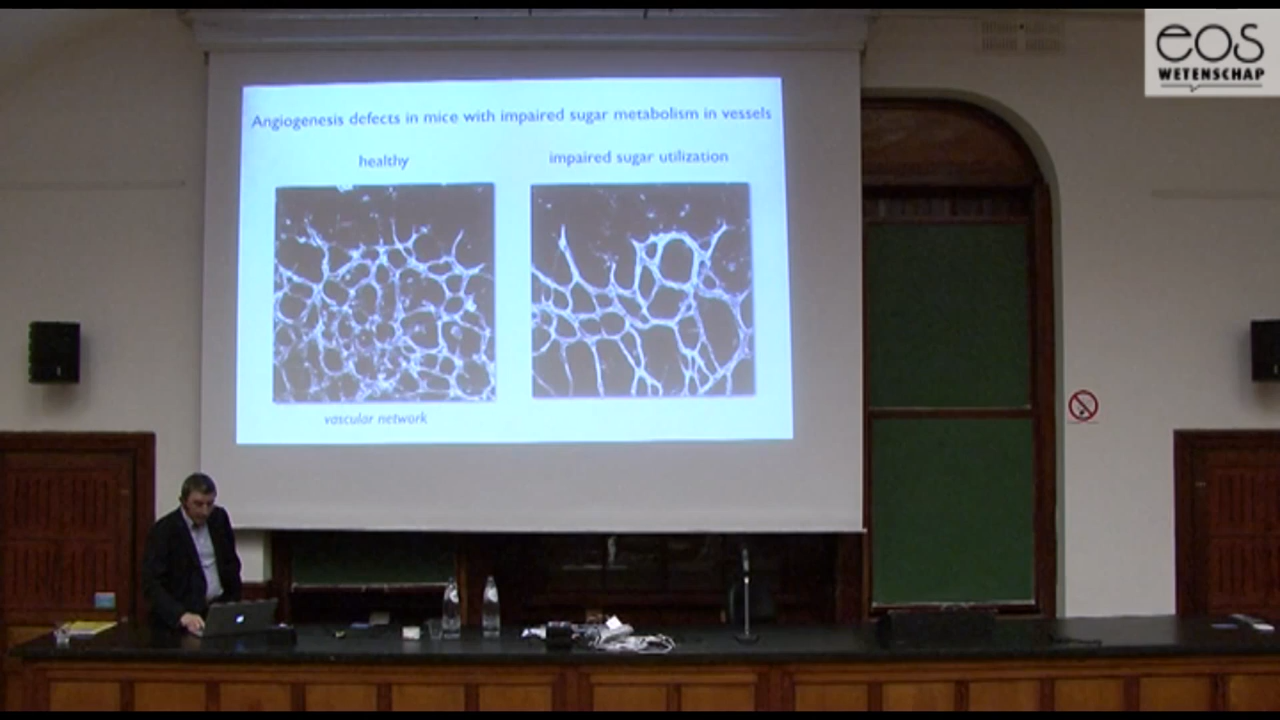 eos
WETENSCHAP
Angiogenesis defects in mice with impaired sugar metabolism in vessels
healthy
impaired sugar utilization
vascular network